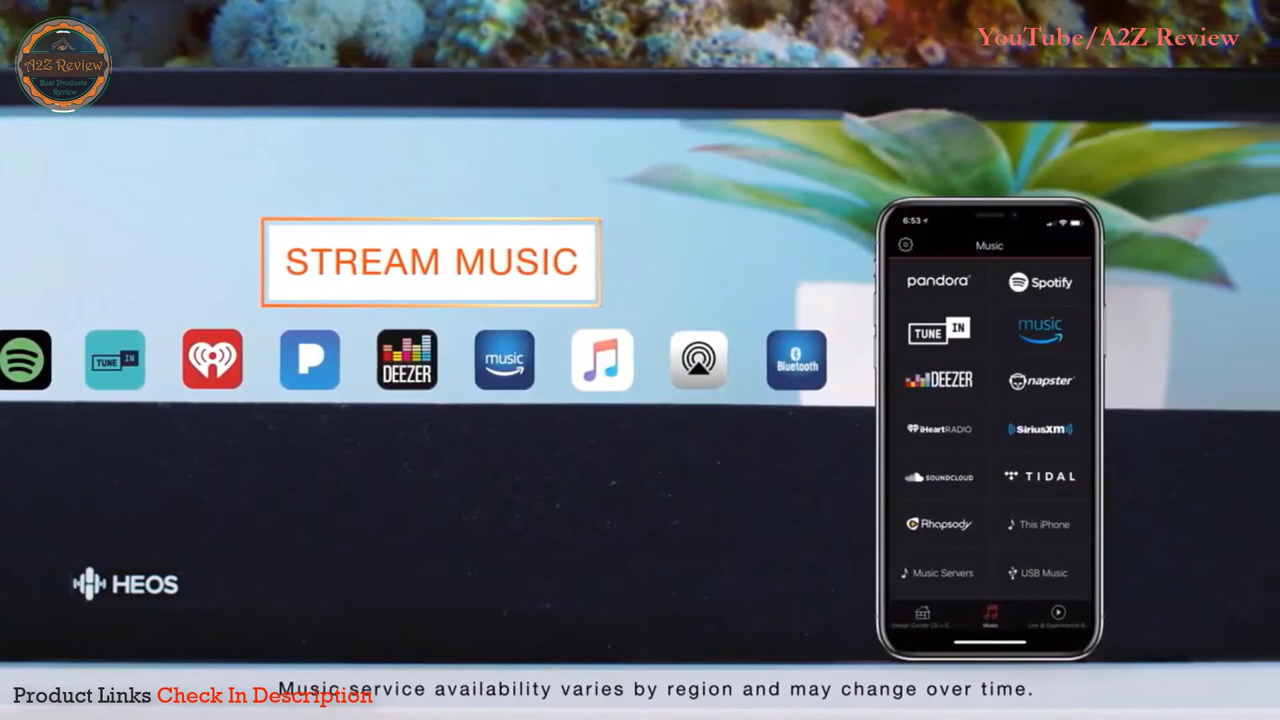 A2Z Review
Best Products
Review
YouTube/A2Z Review
STREAM MUSIC
TUNE IN
DEEZER
music
Bluetooth
6:53
Music
pandora
Spotify
TUNE IN
music
DEEZER
napster
iHeartRADIO
SiriusXM
SOUNDCLOUD
TIDAL
Rhapsody
This iPhone
Music Servers
USB Music
Music
HEOS
Music service availability varies by region and may change over time.
Product Links Check In Description